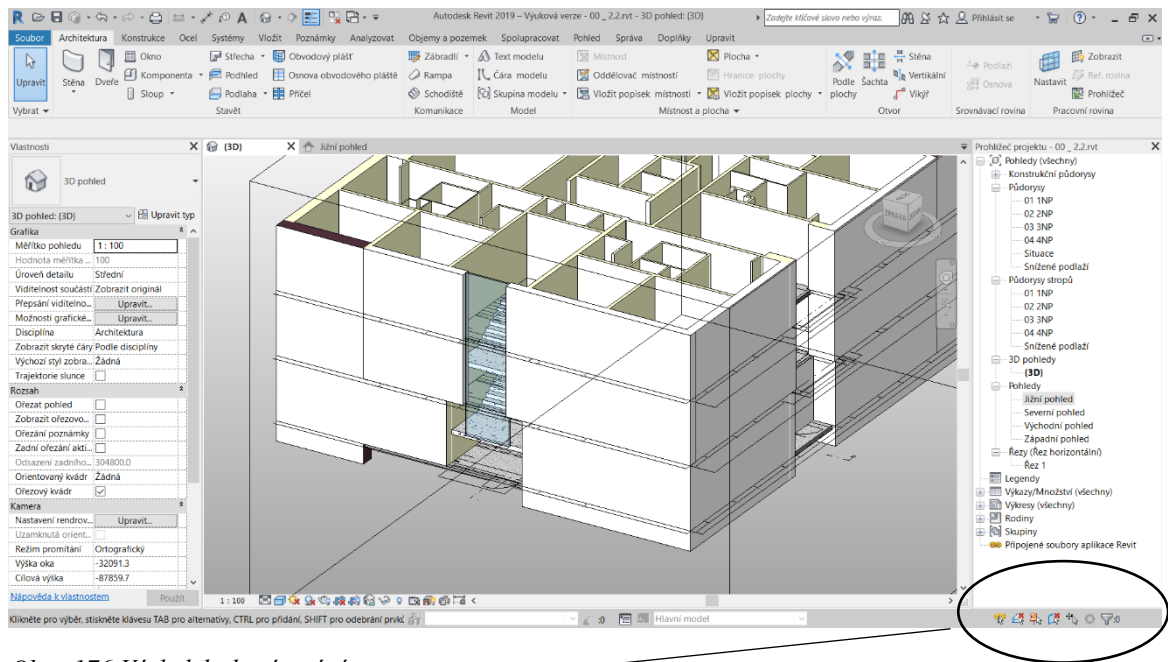 Autodesk Revit 2019 – Výuková verze - 00 _ 2.2.rvt - 3D pohled: {3D}
Zadejte klíčové slovo nebo výraz.
Přihlásit se
Soubor Architektura Konstrukce Ocel Systémy Vložit Poznámky Analyzovat Objemy a pozemek Spolupracovat Pohled Správa Doplňky Upravit
Upravit
Stěna
Dveře
Okno
Komponenta
Sloup
Střecha
Podhled
Podlaha
Obvodový plášť
Osnova obvodového pláště
Příčel
Zábradlí
Rampa
Schodiště
Text modelu
Čára modelu
Skupina modelu
Místnost
Oddělovač místností
Vložit popisek místnosti
Plocha
Hranice plochy
Vložit popisek plochy
Podle plochy
Šachta
Stěna
Vertikální
Vikýř
Podlaží
Osnova
Nastavit
Zobrazit
Ref. rovina
Prohlížeč
Vybrat Stavět Komunikace Model Místnost a plocha Otvor Srovnávací rovina Pracovní rovina
Vlastnosti
3D pohled
3D pohled: {3D} Upravit typ
Grafika
Měřítko pohledu 1 : 100
Hodnota měřítka ... 100
Úroveň detailu Střední
Viditelnost součástí Zobrazit originál
Přepsání viditelno... Upravit...
Možnosti grafické... Upravit...
Disciplína Architektura
Zobrazit skryté čáry Podle disciplíny
Výchozí styl zobra... Žádná
Trajektorie slunce
Rozsah
Ořezat pohled
Zobrazit ořezovo...
Ořezání poznámky
Zadní ořezání akti...
Odsazení zadního... 304800.0
Orientovaný kvádr Žádná
Ořezový kvádr
Kamera
Nastavení rendrov... Upravit...
Uzamknutá orient...
Režim promítání Ortografický
Výška oka -32091.3
Cílová výška -87859.7
Nápověda k vlastnostem Použít
{3D}
Jižní pohled
1 : 100
Prohlížeč projektu - 00 _ 2.2.rvt
Pohledy (všechny)
Konstrukční půdorysy
Půdorysy
01 1NP
02 2NP
03 3NP
04 4NP
Situace
Snížené podlaží
Půdorysy stropů
01 1NP
02 2NP
03 3NP
04 4NP
Snížené podlaží
3D pohledy
{3D}
Pohledy
Jižní pohled
Severní pohled
Východní pohled
Západní pohled
Řezy (Řez horizontální)
Řez 1
Legendy
Výkazy/Množství (všechny)
Výkresy (všechny)
Rodiny
Skupiny
Připojené soubory aplikace Revit
Klikněte pro výběr, stiskněte klávesu TAB pro alternativy, CTRL pro přidání, SHIFT pro odebrání prvků
:0
Hlavní model
:0